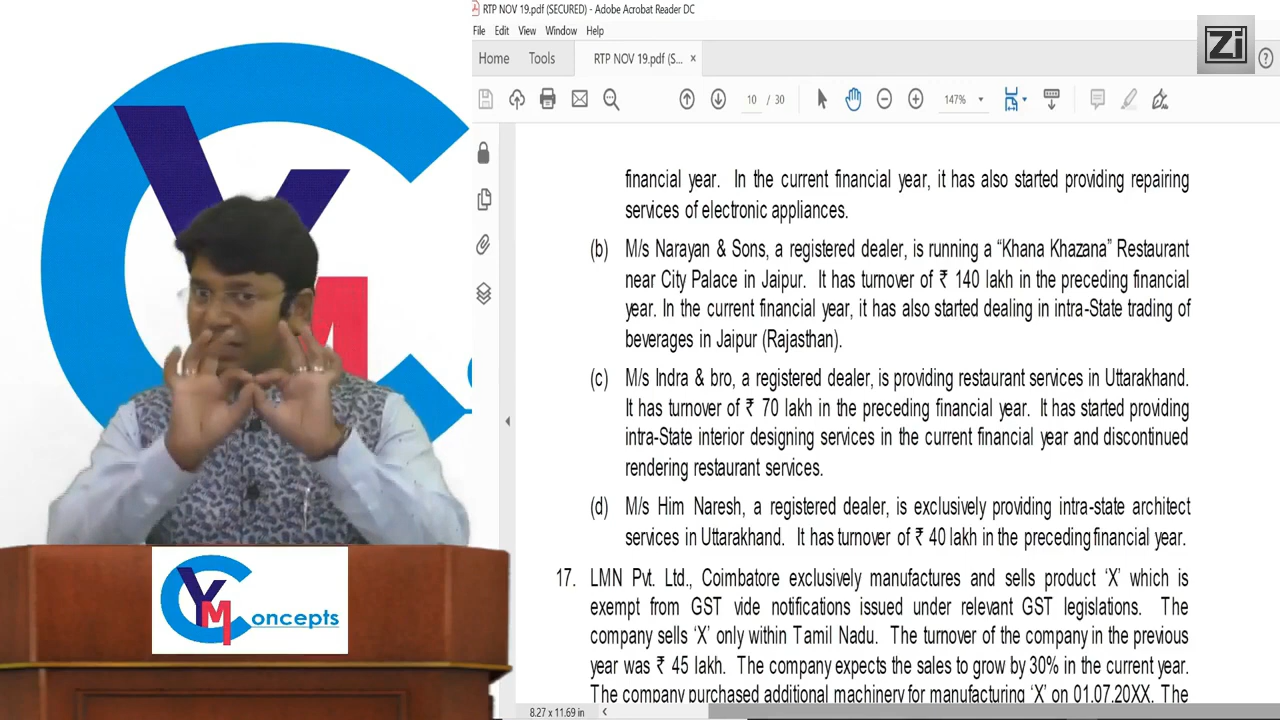 RTP NOV 19.pdf (SECURED) - Adobe Acrobat Reader DC
File Edit View Window Help
Home Tools RTP NOV 19.pdf (S... ×
Zi
10 / 30 147%
financial year. In the current financial year, it has also started providing repairing
services of electronic appliances.
(b) M/s Narayan & Sons, a registered dealer, is running a “Khana Khazana” Restaurant
near City Palace in Jaipur. It has turnover of ₹ 140 lakh in the preceding financial
year. In the current financial year, it has also started dealing in intra-State trading of
beverages in Jaipur (Rajasthan).
(c) M/s Indra & bro, a registered dealer, is providing restaurant services in Uttarakhand.
It has turnover of ₹ 70 lakh in the preceding financial year. It has started providing
intra-State interior designing services in the current financial year and discontinued
rendering restaurant services.
(d) M/s Him Naresh, a registered dealer, is exclusively providing intra-state architect
services in Uttarakhand. It has turnover of ₹ 40 lakh in the preceding financial year.
17. LMN Pvt. Ltd., Coimbatore exclusively manufactures and sells product ‘X’ which is
exempt from GST vide notifications issued under relevant GST legislations. The
company sells ‘X’ only within Tamil Nadu. The turnover of the company in the previous
year was ₹ 45 lakh. The company expects the sales to grow by 30% in the current year.
The company purchased additional machinery for manufacturing ‘X’ on 01.07.20XX. The
8.27 x 11.69 in
YM Concepts